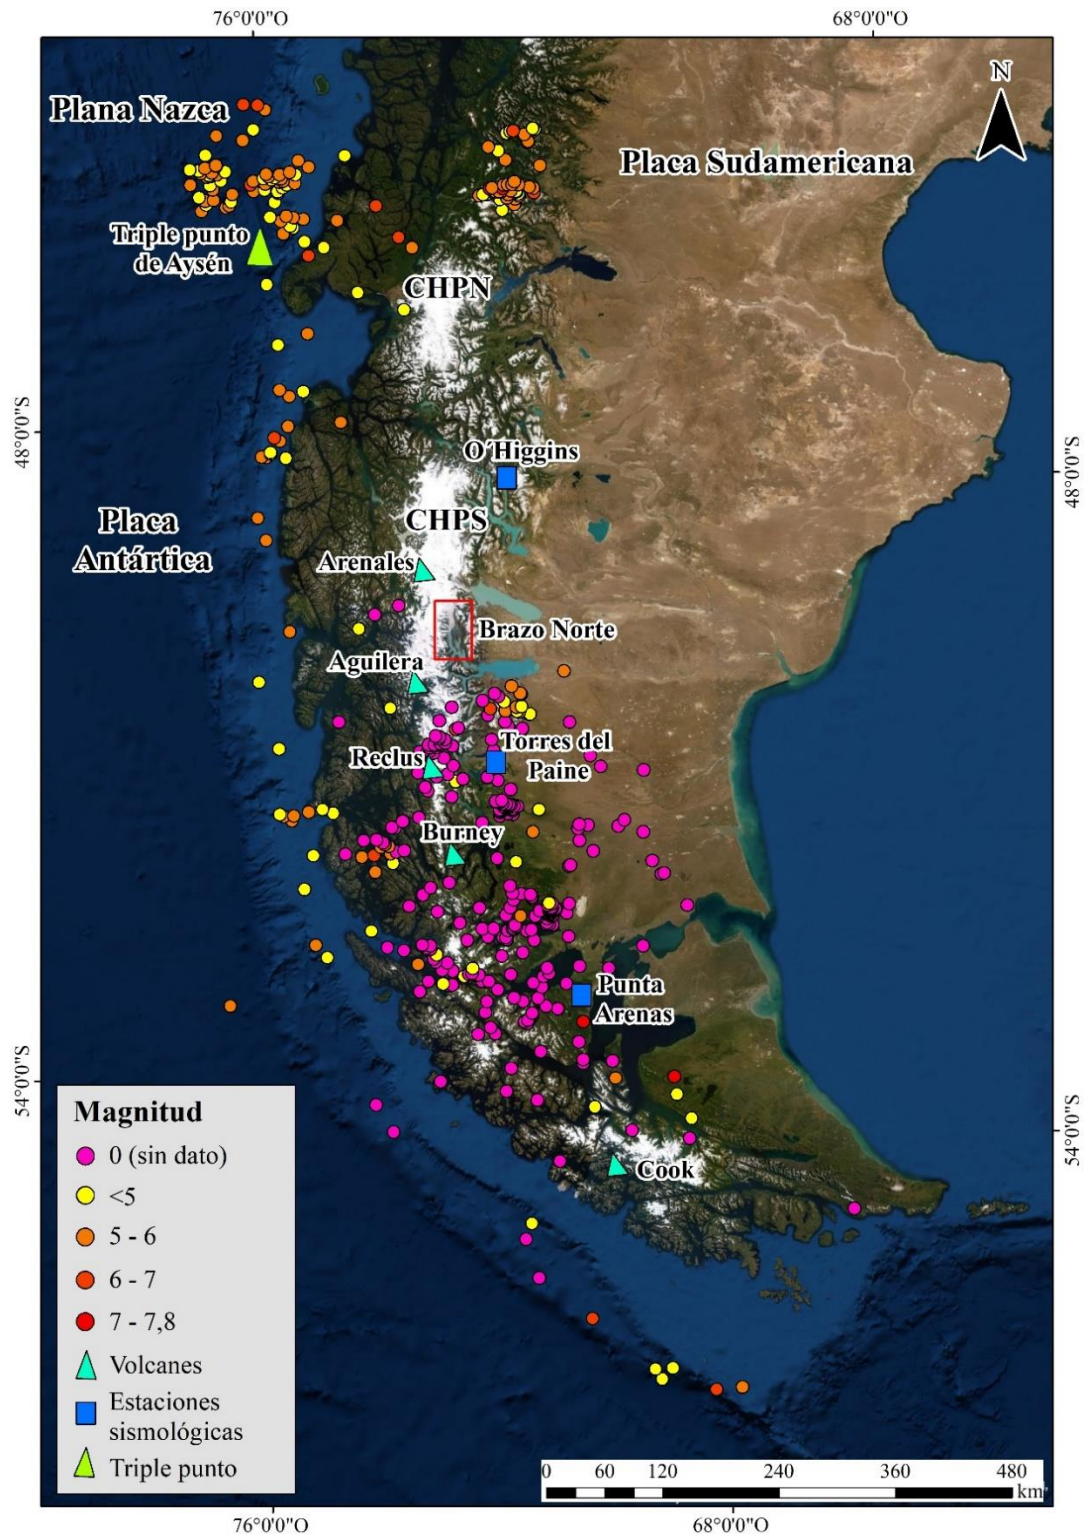 76°0'0"O
68°0'0"O
N
Plana Nazca
Placa Sudamericana
Triple punto
de Aysén
CHPN
48°0'0"S
48°0'0"S
O´Higgins
CHPS
Placa
Antártica
Arenales
Brazo Norte
Aguilera
Torres del
Paine
Reclus
Burney
Punta
Arenas
54°0'0"S
54°0'0"S
Cook
Magnitud
0 (sin dato)
<5
5 - 6
6 - 7
7 - 7,8
Volcanes
Estaciones
sismológicas
Triple punto
0 60 120 240 360 480
km
76°0'0"O
68°0'0"O